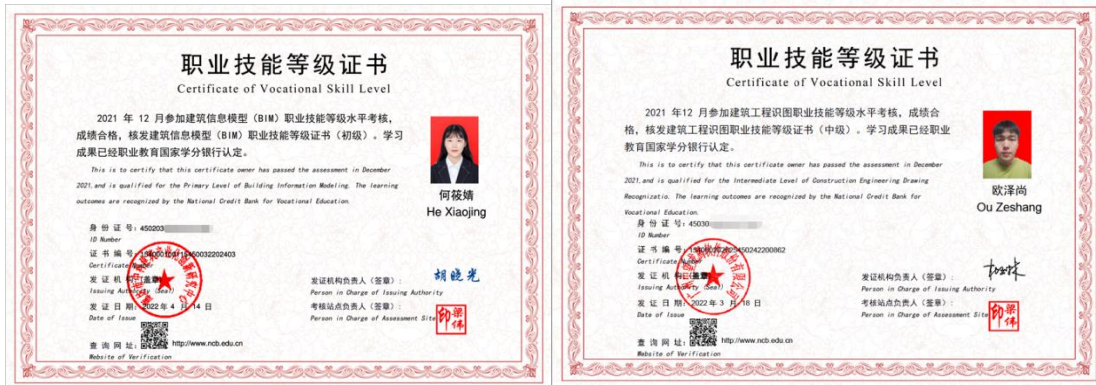 职业技能等级证书
Certificate of Vocational Skill Level
2021 年 12 月参加建筑信息模型（BIM）职业技能等级水平考核，
成绩合格，核发建筑信息模型（BIM）职业技能等级证书（初级）。学习
成果已经职业教育国家学分银行认定。
This is to certify that this certificate owner has passed the assessment in December
2021,and is qualified for the Primary Level of Building Information Modeling. The learning
outcomes are recognized by the National Credit Bank for Vocational Education.
何筱婧
He Xiaojing
身 份 证 号：450203
ID Number
证 书 编 号：
Certificate Number
发 证 机 构（盖章）
Issuing Authority (Seal)
发 证 日 期：2022 年 4 月 14 日
Date of Issue
查 询 网 址：
Website of Verification
http://www.ncb.edu.cn
发证机构负责人（签章）：
Person in Charge of Issuing Authority
胡晓光
考核站点负责人（签章）：
Person in Charge of Assessment Site
梁伟印
职业技能等级证书
Certificate of Vocational Skill Level
2021 年12 月参加建筑工程识图职业技能等级水平考核，成绩合
格，核发建筑工程识图职业技能等级证书（中级）。学习成果已经职业
教育国家学分银行认定。
This is to certify that this certificate owner has passed the assessment in December
2021,and is qualified for the Intermediate Level of Construction Engineering Drawing
Recognizatio. The learning outcomes are recognized by the National Credit Bank for
Vocational Education.
欧泽尚
Ou Zeshang
身 份 证 号：45030
ID Number
证 书 编 号：
Certificate Number
发 证 机 构（盖章）
Issuing Authority (Seal)
发 证 日 期：2022 年 3 月 18 日
Date of Issue
查 询 网 址：
Website of Verification
http://www.ncb.edu.cn
发证机构负责人（签章）：
Person in Charge of Issuing Authority
考核站点负责人（签章）：
Person in Charge of Assessment Site
梁伟印